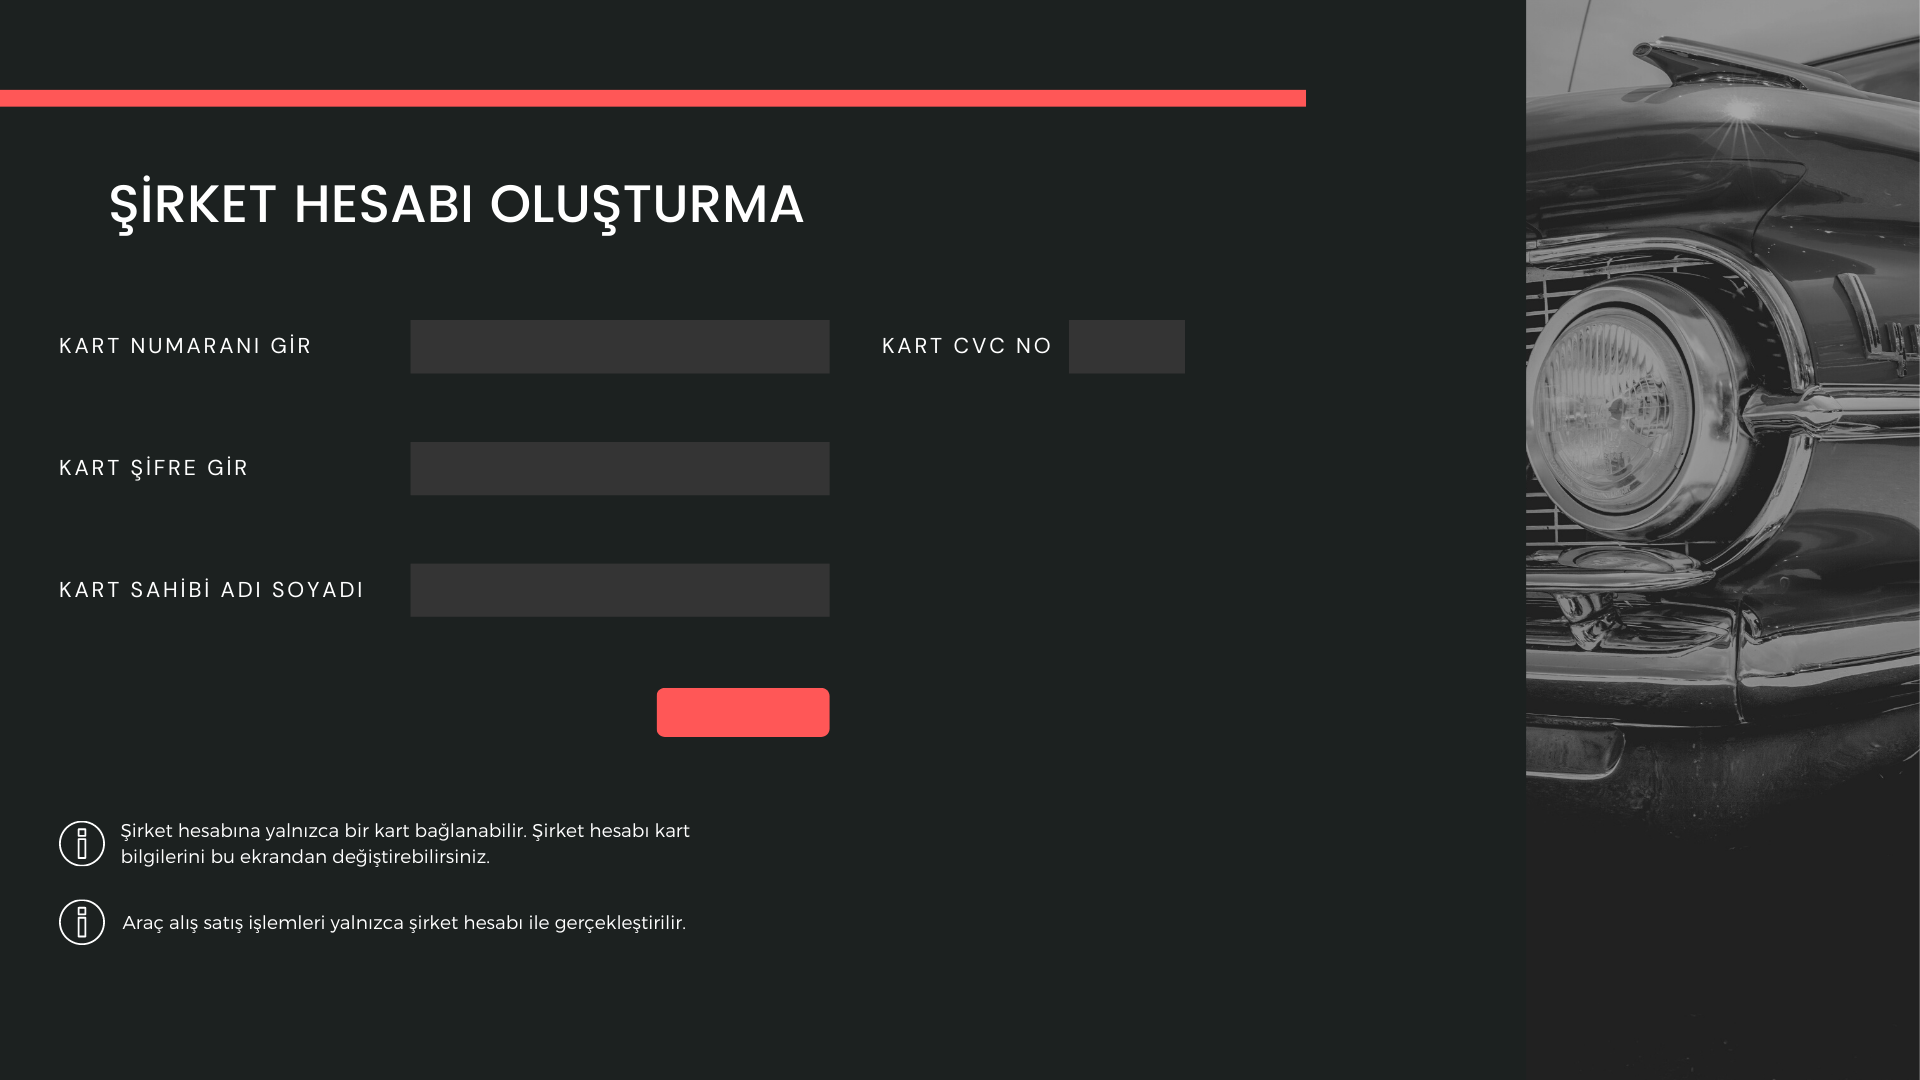 ŞİRKET HESABI OLUŞTURMA
KART NUMARANI GİR
KART CVC NO
KART ŞİFRE GİR
KART SAHİBİ ADI SOYADI
Şirket hesabına yalnızca bir kart bağlanabilir. Şirket hesabı kart
bilgilerini bu ekrandan değiştirebilirsiniz.
Araç alış satış işlemleri yalnızca şirket hesabı ile gerçekleştirilir.